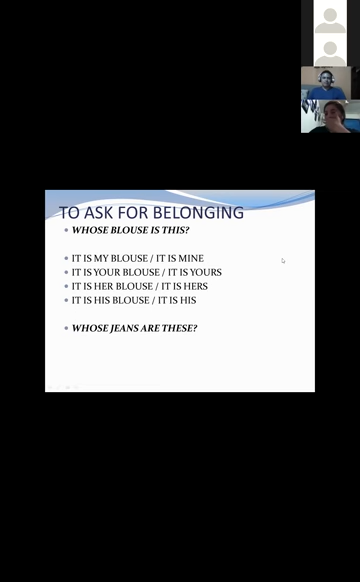 TO ASK FOR BELONGING
WHOSE BLOUSE IS THIS?
IT IS MY BLOUSE / IT IS MINE
IT IS YOUR BLOUSE / IT IS YOURS
IT IS HER BLOUSE / IT IS HERS
IT IS HIS BLOUSE / IT IS HIS
WHOSE JEANS ARE THESE?